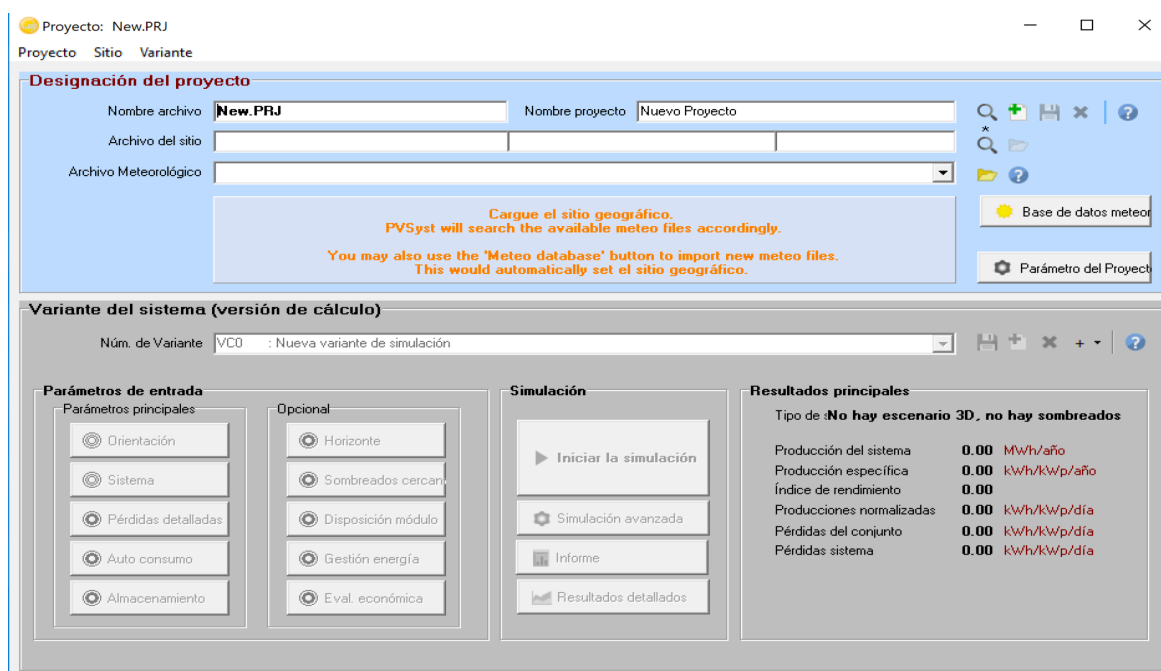 Proyecto: New.PRJ
Proyecto Sitio Variante
Designación del proyecto
Nombre archivo New.PRJ Nombre proyecto Nuevo Proyecto
Archivo del sitio
Archivo Meteorológico
Cargue el sitio geográfico.
PVSyst will search the available meteo files accordingly.
You may also use the 'Meteo database' button to import new meteo files.
This would automatically set el sitio geográfico.
Base de datos meteor
Parámetro del Proyect
Variante del sistema (versión de cálculo)
Núm. de Variante VC0 : Nueva variante de simulación
Parámetros de entrada
Parámetros principales
Orientación
Sistema
Pérdidas detalladas
Auto consumo
Almacenamiento
Opcional
Horizonte
Sombreados cercan
Disposición módulo
Gestión energía
Eval. económica
Simulación
Iniciar la simulación
Simulación avanzada
Informe
Resultados detallados
Resultados principales
Tipo de s No hay escenario 3D, no hay sombreados
Producción del sistema 0.00 MWh/año
Producción específica 0.00 kWh/kWp/año
Índice de rendimiento 0.00
Producciones normalizadas 0.00 kWh/kWp/día
Pérdidas del conjunto 0.00 kWh/kWp/día
Pérdidas sistema 0.00 kWh/kWp/día